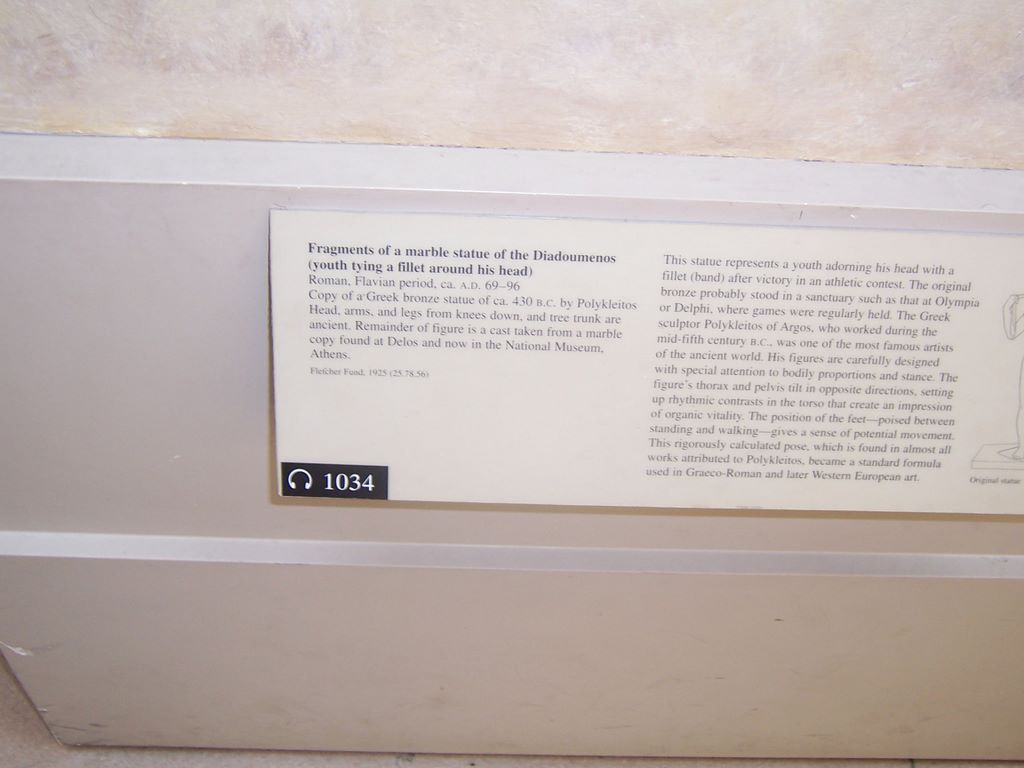 Fragments of a marble statue of the Diadoumenos
(youth tying a fillet around his head)
Roman, Flavian period, ca. A.D. 69–96
Copy of a Greek bronze statue of ca. 430 B.C. by Polykleitos
Head, arms, and legs from knees down, and tree trunk are
ancient. Remainder of figure is a cast taken from a marble
copy found at Delos and now in the National Museum,
Athens.
Fletcher Fund, 1925 (25.78.56)
1034
This statue represents a youth adorning his head with a
fillet (band) after victory in an athletic contest. The original
bronze probably stood in a sanctuary such as that at Olympia
or Delphi, where games were regularly held. The Greek
sculptor Polykleitos of Argos, who worked during the
mid-fifth century B.C., was one of the most famous artists
of the ancient world. His figures are carefully designed
with special attention to bodily proportions and stance. The
figure's thorax and pelvis tilt in opposite directions, setting
up rhythmic contrasts in the torso that create an impression
of organic vitality. The position of the feet—poised between
standing and walking—gives a sense of potential movement.
This rigorously calculated pose, which is found in almost all
works attributed to Polykleitos, became a standard formula
used in Graeco-Roman and later Western European art.
Original statue